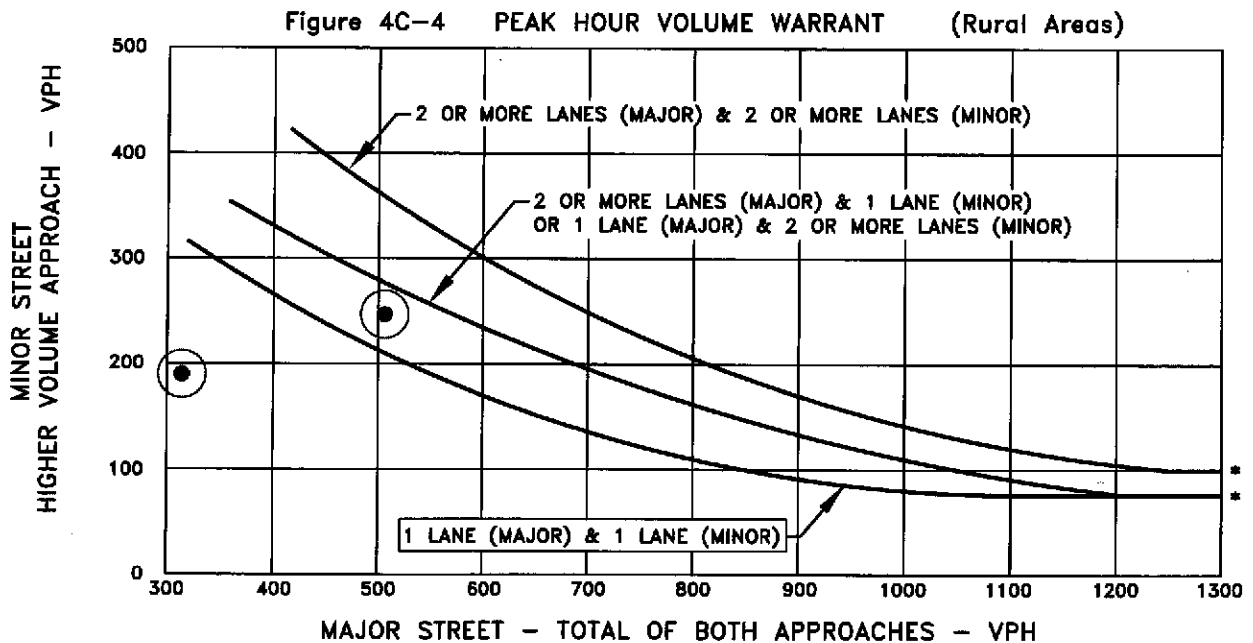 Figure 4C-4 PEAK HOUR VOLUME WARRANT (Rural Areas)
MINOR STREET
HIGHER VOLUME APPROACH - VPH
500
400
300
200
100
0
2 OR MORE LANES (MAJOR) & 2 OR MORE LANES (MINOR)
2 OR MORE LANES (MAJOR) & 1 LANE (MINOR)
OR 1 LANE (MAJOR) & 2 OR MORE LANES (MINOR)
*
*
1 LANE (MAJOR) & 1 LANE (MINOR)
300 400 500 600 700 800 900 1000 1100 1200 1300
MAJOR STREET - TOTAL OF BOTH APPROACHES - VPH